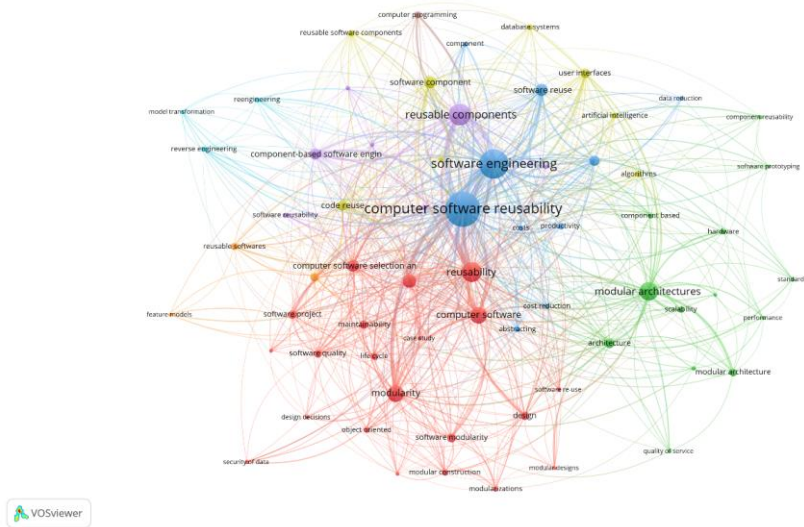 computer programming
database systems
reusable software components
component
user interfaces
software component
software reuse
reengineering
data reduction
model transformation
reusable components
artificial intelligence
component reusability
reverse engineering
component-based software engin
software engineering
software prototyping
algorithms
code reuse
computer software reusability
software reusability
component based
costs
productivity
hardware
reusable softwares
computer software selection an
reusability
standard
modular architectures
cost reduction
scalability
feature models
software project
computer software
performance
maintainability
abstracting
case study
architecture
software quality
life cycle
modular architecture
modularity
software re-use
design decisions
design
object oriented
software modularity
quality of service
security of data
modular construction
modular designs
modularizations
VOSviewer